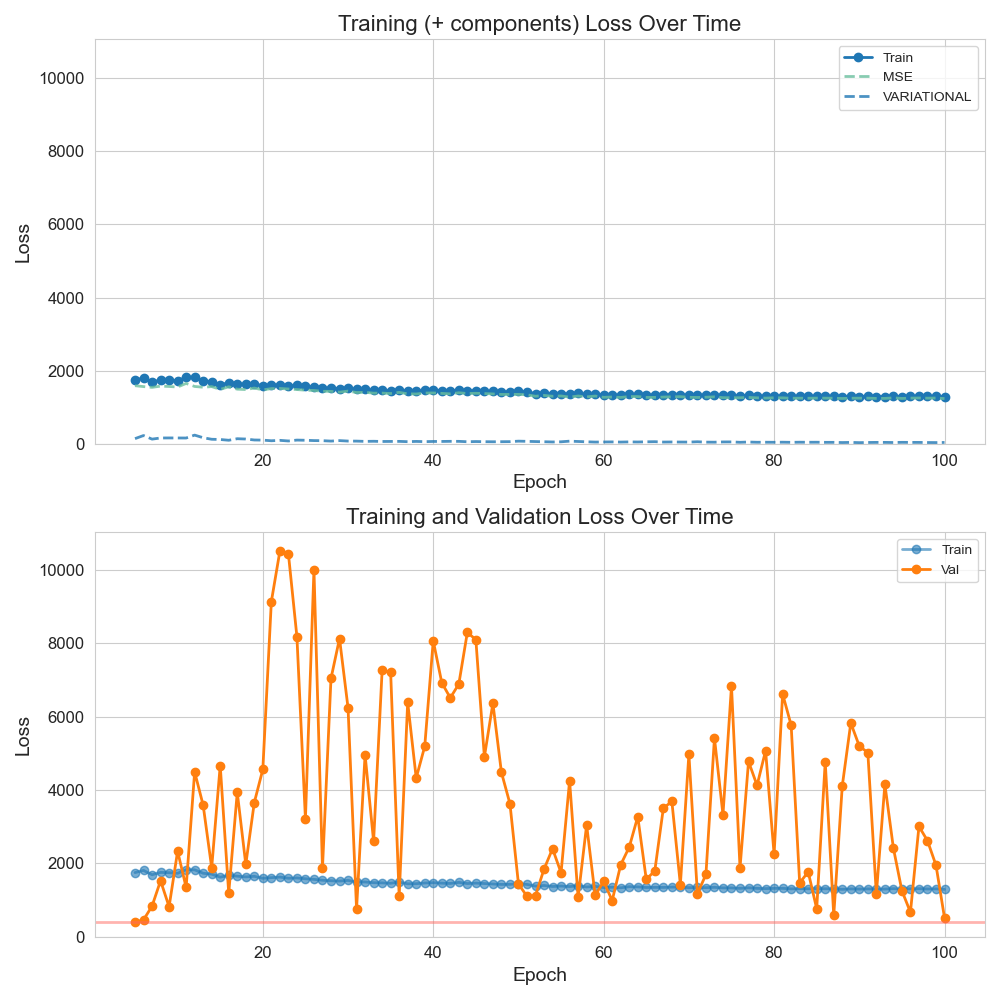 Training (+ components) Loss Over Time
Train
MSE
VARIATIONAL
10000
8000
6000
4000
2000
0
Loss
20 40 60 80 100
Epoch
Training and Validation Loss Over Time
Train
Val
10000
8000
6000
4000
2000
0
Loss
20 40 60 80 100
Epoch